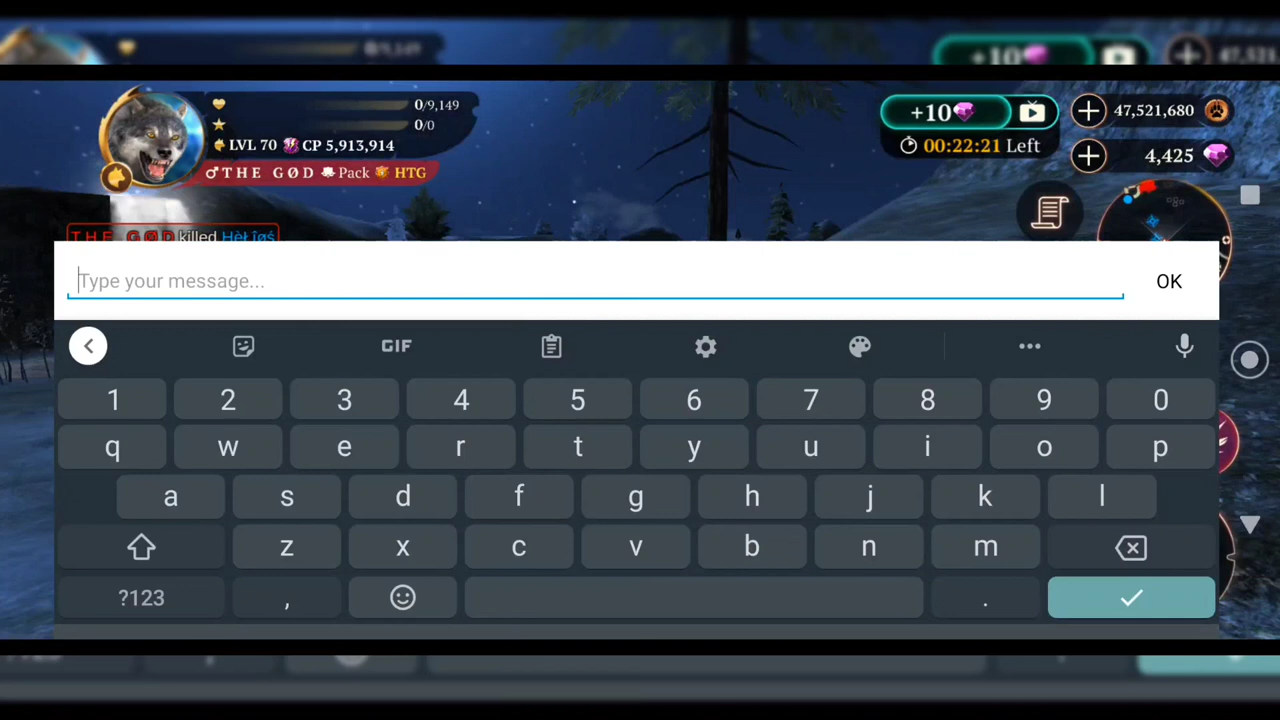 0/9,149
0/0
LVL 70 CP 5,913,914
♂THE GØD Pack HTG
+10
00:22:21 Left
47,521,680
4,425
THE GØD killed Hèłîøś
Type your message...
OK
GIF
1 2 3 4 5 6 7 8 9 0
q w e r t y u i o p
a s d f g h j k l
z x c v b n m
?123 , .